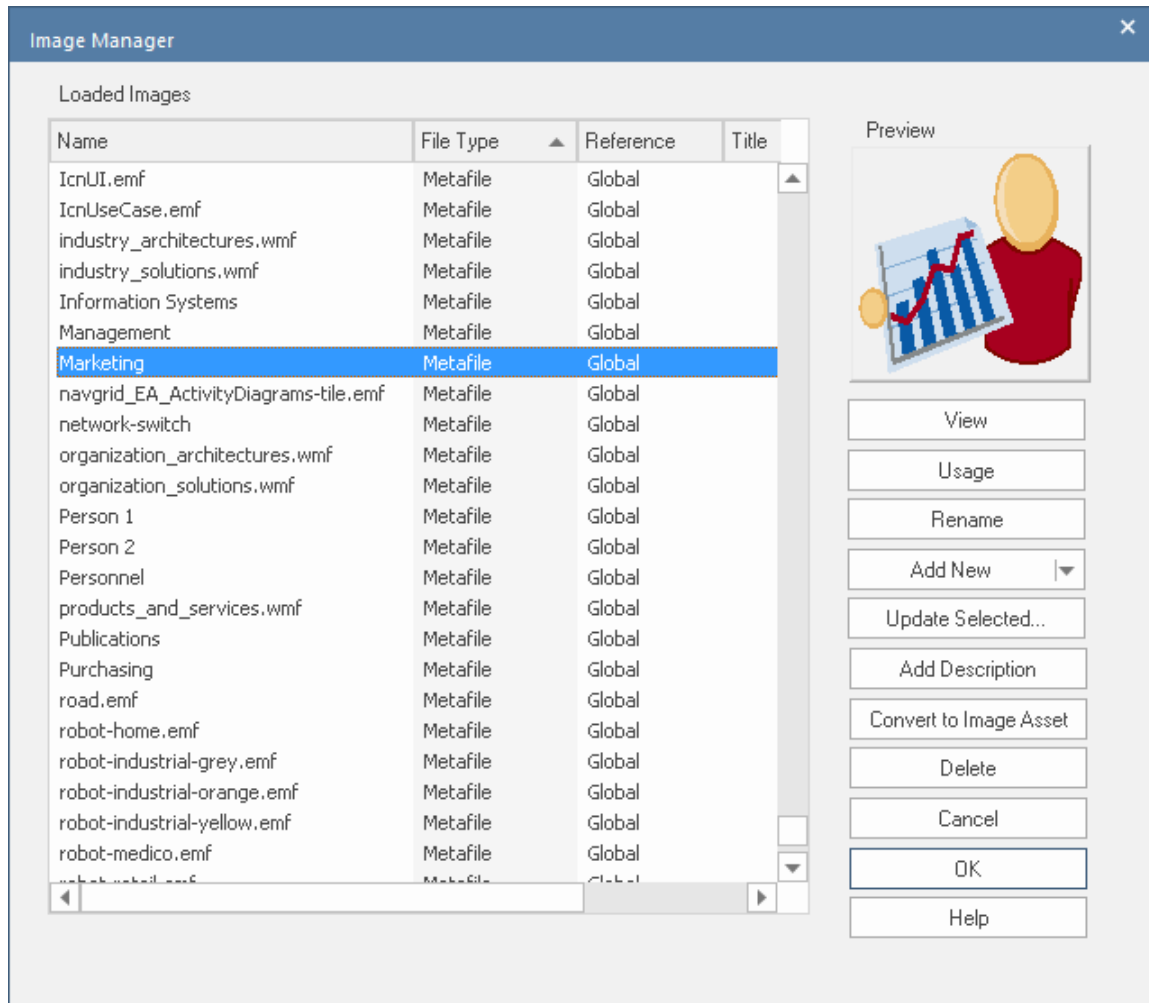 Image Manager
Loaded Images
Name File Type Reference Title
IcnUI.emf Metafile Global
IcnUseCase.emf Metafile Global
industry_architectures.wmf Metafile Global
industry_solutions.wmf Metafile Global
Information Systems Metafile Global
Management Metafile Global
Marketing Metafile Global
navgrid_EA_ActivityDiagrams-tile.emf Metafile Global
network-switch Metafile Global
organization_architectures.wmf Metafile Global
organization_solutions.wmf Metafile Global
Person 1 Metafile Global
Person 2 Metafile Global
Personnel Metafile Global
products_and_services.wmf Metafile Global
Publications Metafile Global
Purchasing Metafile Global
road.emf Metafile Global
robot-home.emf Metafile Global
robot-industrial-grey.emf Metafile Global
robot-industrial-orange.emf Metafile Global
robot-industrial-yellow.emf Metafile Global
robot-medico.emf Metafile Global
robot-retail.emf Metafile Global
Preview
View
Usage
Rename
Add New
Update Selected...
Add Description
Convert to Image Asset
Delete
Cancel
OK
Help